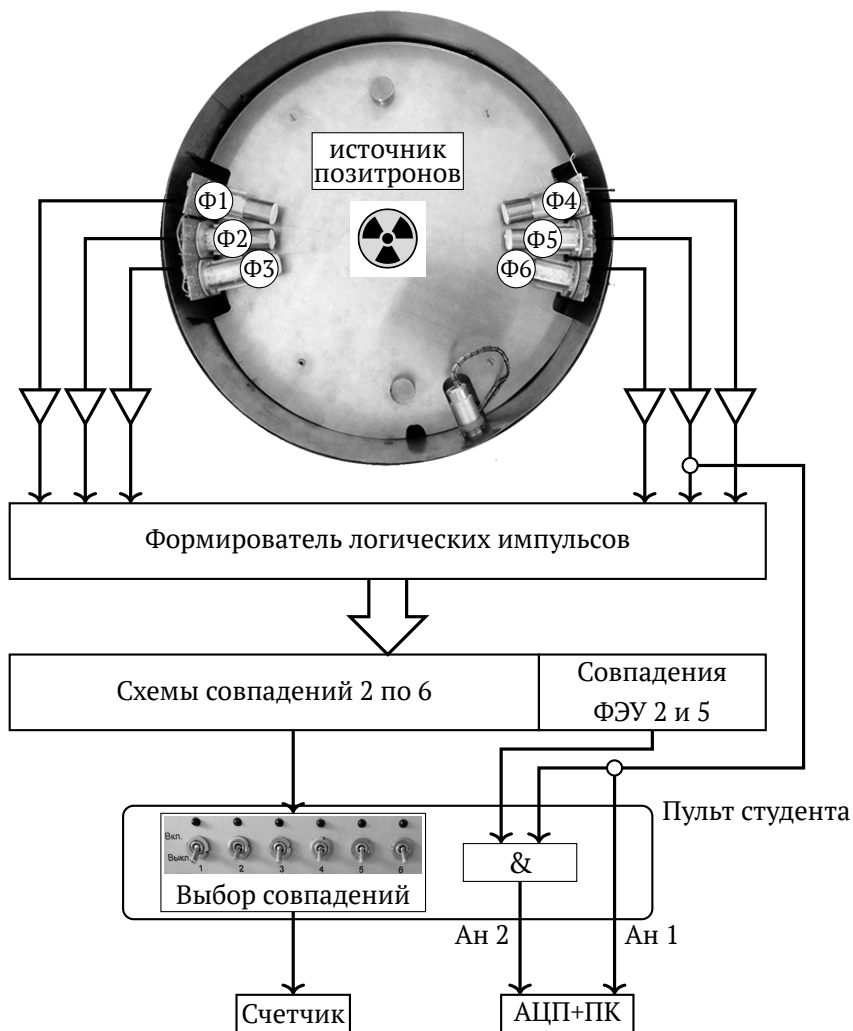 источник
позитронов
Ф1
Ф4
Ф2
Ф5
Ф3
Ф6
Формирователь логических импульсов
Схемы совпадений 2 по 6
Совпадения
ФЭУ 2 и 5
Пульт студента
Вкл.
Выкл.
1 2 3 4 5 6
Выбор совпадений
&
Ан 2
Ан 1
Счетчик
АЦП+ПК